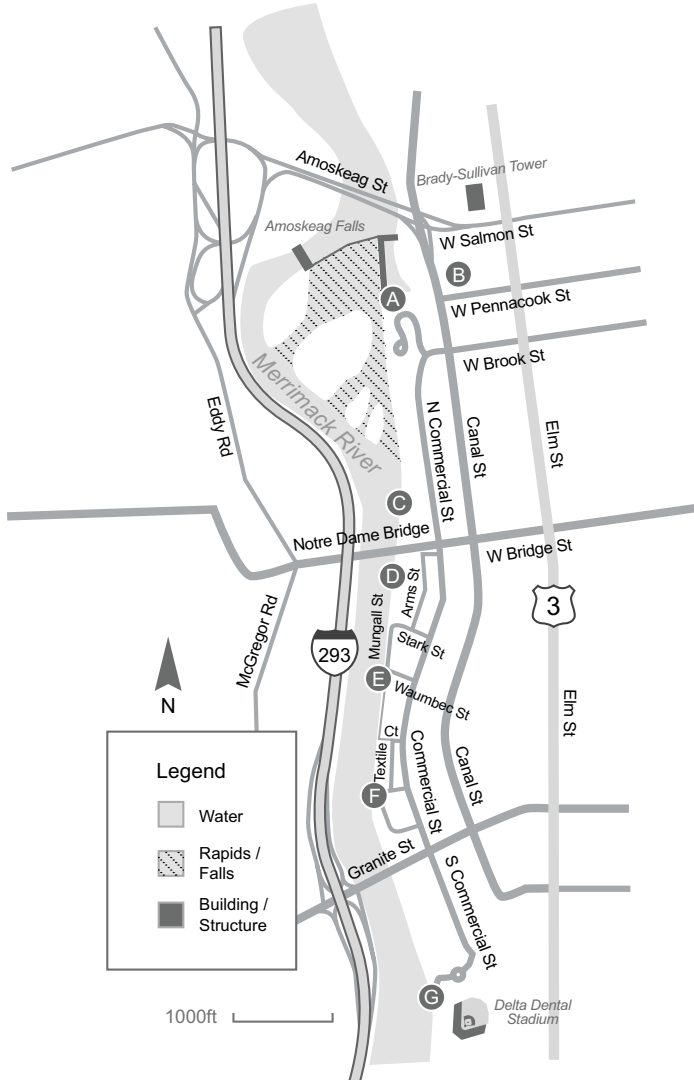 Amoskeag St
Brady-Sullivan Tower
Amoskeag Falls
W Salmon St
B
A
W Pennacook St
W Brook St
Merrimack River
Eddy Rd
N Commercial St
Canal St
Elm St
C
Notre Dame Bridge
W Bridge St
D
Arms St
Mungall St
3
McGregor Rd
Stark St
293
N
E
Waumbec St
Elm St
Ct
Textile
Commercial St
Canal St
F
Legend
Water
Rapids /
Falls
Building /
Structure
Granite St
S Commercial St
G
Delta Dental
Stadium
1000ft